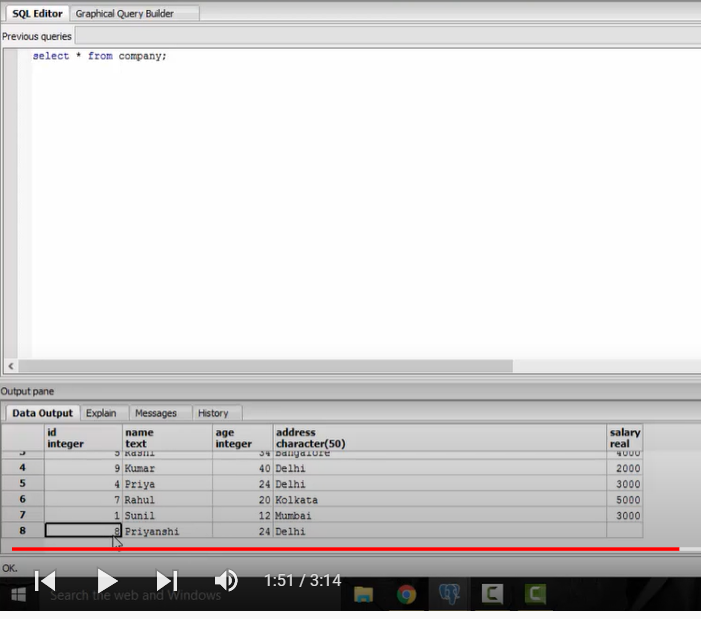 SQL Editor Graphical Query Builder
Previous queries
select * from company;
Output pane
Data Output Explain Messages History
id name age address salary
integer text integer character(50) real
5 Rashi 34 Bangalore 4000
4 9 Kumar 40 Delhi 2000
5 4 Priya 24 Delhi 3000
6 7 Rahul 20 Kolkata 5000
7 1 Sunil 12 Mumbai 3000
8 8 Priyanshi 24 Delhi
OK.
1:51 / 3:14
Search the web and Windows